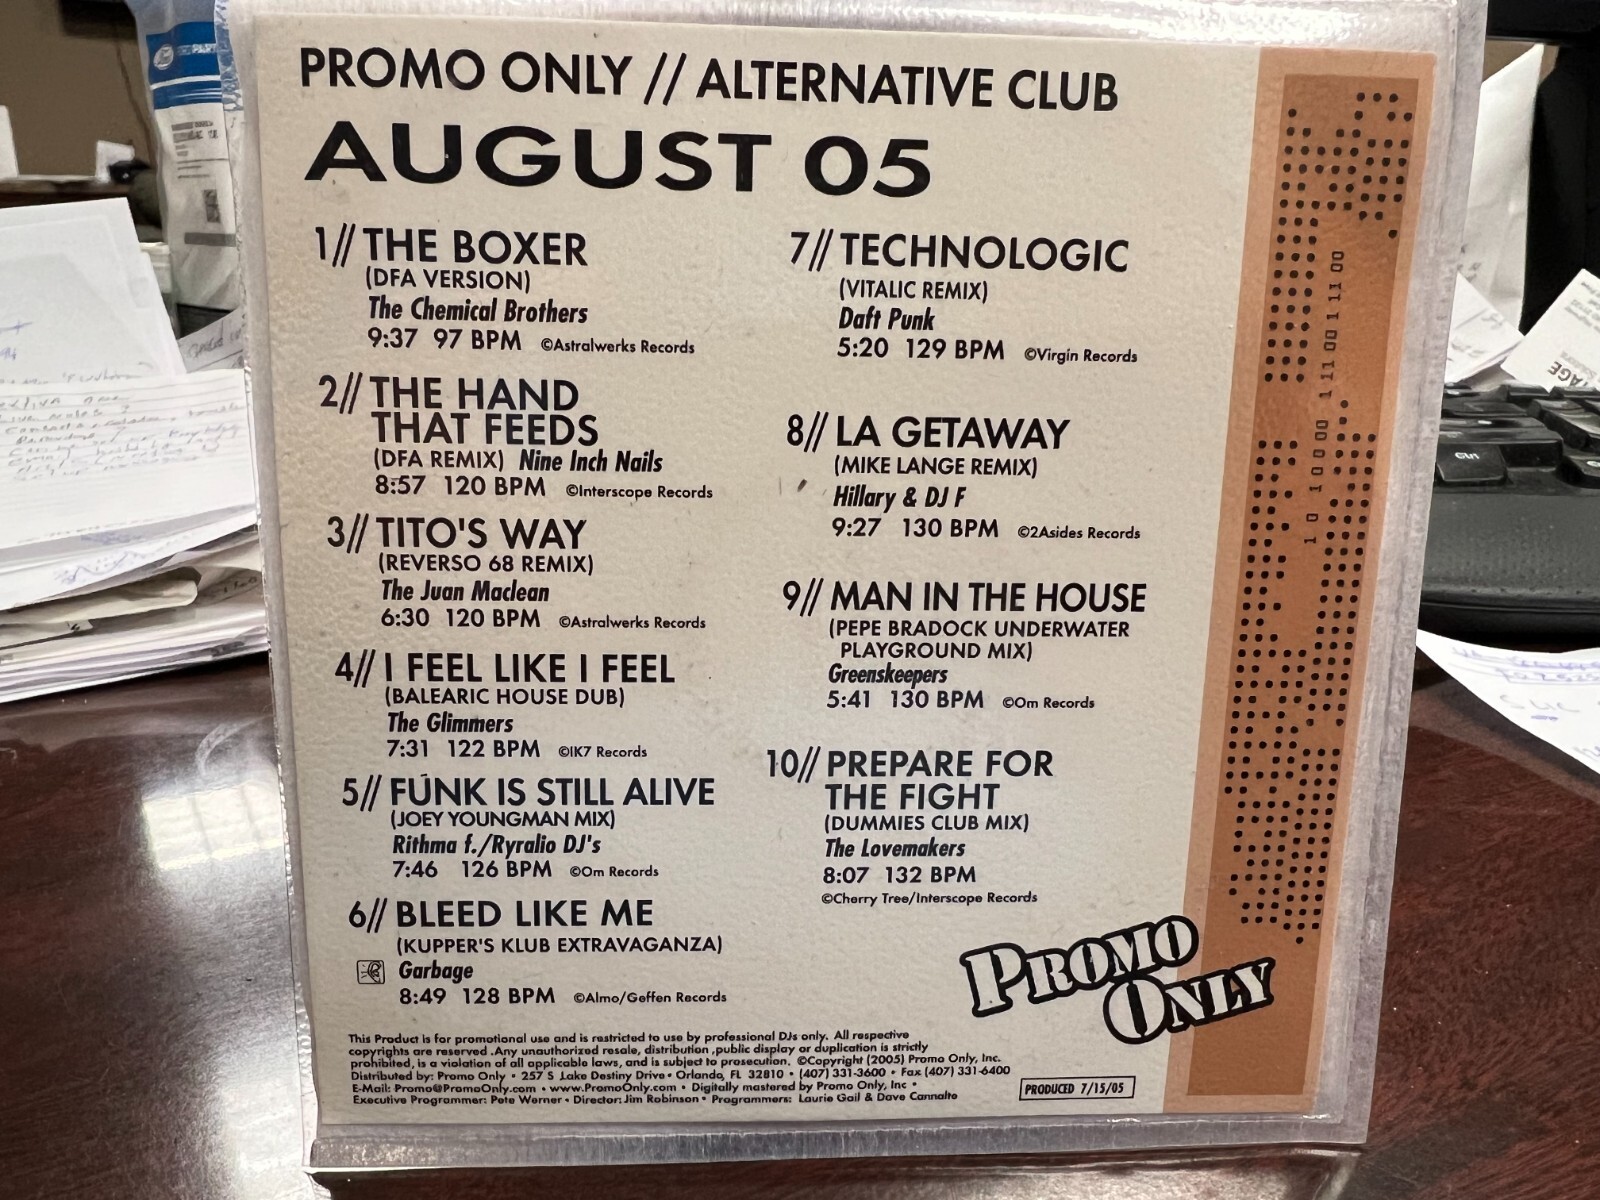 PROMO ONLY // ALTERNATIVE CLUB
AUGUST 05
1// THE BOXER
(DFA VERSION)
The Chemical Brothers
9:37 97 BPM ©Astralwerks Records
2// THE HAND
THAT FEEDS
(DFA REMIX) Nine Inch Nails
8:57 120 BPM ©Interscope Records
3// TITO'S WAY
(REVERSO 68 REMIX)
The Juan Maclean
6:30 120 BPM ©Astralwerks Records
4// I FEEL LIKE I FEEL
(BALEARIC HOUSE DUB)
The Glimmers
7:31 122 BPM ©IK7 Records
5// FUNK IS STILL ALIVE
(JOEY YOUNGMAN MIX)
Rithma f./Ryralio DJ's
7:46 126 BPM ©Om Records
6// BLEED LIKE ME
(KUPPER'S KLUB EXTRAVAGANZA)
Garbage
8:49 128 BPM ©Almo/Geffen Records
7// TECHNOLOGIC
(VITALIC REMIX)
Daft Punk
5:20 129 BPM ©Virgin Records
8// LA GETAWAY
(MIKE LANGE REMIX)
Hillary & DJ F
9:27 130 BPM ©2Asides Records
9// MAN IN THE HOUSE
(PEPE BRADOCK UNDERWATER
PLAYGROUND MIX)
Greenskeepers
5:41 130 BPM ©Om Records
10// PREPARE FOR
THE FIGHT
(DUMMIES CLUB MIX)
The Lovemakers
8:07 132 BPM
©Cherry Tree/Interscope Records
PROMO
ONLY
This Product is for promotional use and is restricted to use by professional DJs only. All respective
copyrights are reserved .Any unauthorized resale, distribution ,public display or duplication is strictly
prohibited, is a violation of all applicable laws, and is subject to prosecution. ©Copyright (2005) Promo Only, Inc.
Distributed by: Promo Only • 257 S Lake Destiny Drive • Orlando, FL 32810 • (407) 331-3600 • Fax (407) 331-6400
E-Mail: Promo@PromoOnly.com • www.PromoOnly.com • Digitally mastered by Promo Only, Inc •
Executive Programmer: Pete Werner • Director: Jim Robinson • Programmers: Laurie Gail & Dave Cannalte
PRODUCED 7/15/05
1 0 10000 111 00 1 11 00
Ctrl